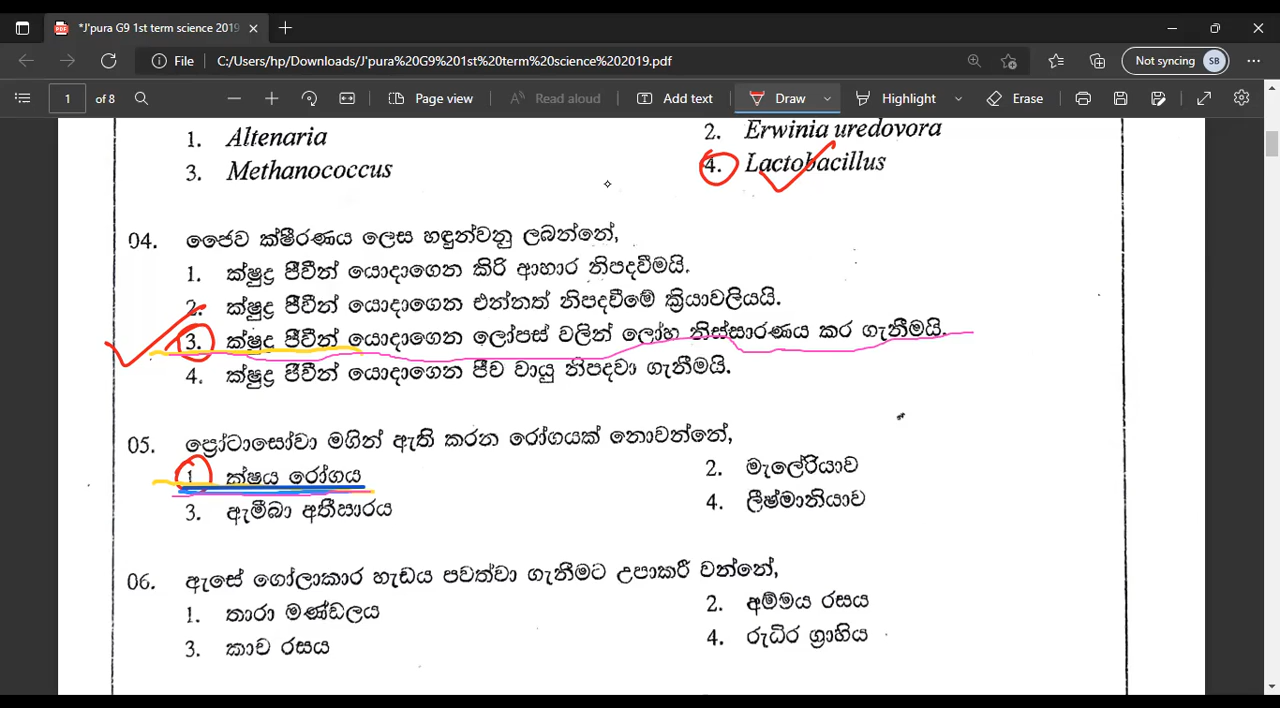 *J'pura G9 1st term science 2019
File C:/Users/hp/Downloads/J'pura%20G9%201st%20term%20science%202019.pdf Not syncing SB
1 of 8 Page view Read aloud Add text Draw Highlight Erase
1. Altenaria 2. Erwinia uredovora
3. Methanococcus 4. Lactobacillus
04. ජෛව ක්ෂීරණය ලෙස හඳුන්වනු ලබන්නේ,
1. ක්ෂුද්‍ර ජීවීන් යොදාගෙන කිරි ආහාර නිපදවීමයි.
2. ක්ෂුද්‍ර ජීවීන් යොදාගෙන එන්නත් නිපදවීමේ ක්‍රියාවලියයි.
3. ක්ෂුද්‍ර ජීවීන් යොදාගෙන ලෝපස් වලින් ලෝහ නිස්සාරණය කර ගැනීමයි.
4. ක්ෂුද්‍ර ජීවීන් යොදාගෙන ජීව වායු නිපදවා ගැනීමයි.
05. ප්‍රෝටාසෝවා මගින් ඇති කරන රෝගයක් නොවන්නේ,
1. ක්ෂය රෝගය 2. මැලේරියාව
3. ඇමීබා අතීසාරය 4. ලීෂ්මානියාව
06. ඇසේ ගෝලාකාර හැඩය පවත්වා ගැනීමට උපාකරී වන්නේ,
1. තාරා මණ්ඩලය 2. අම්මය රසය
3. කාච රසය 4. රුධිර ග්‍රාහිය